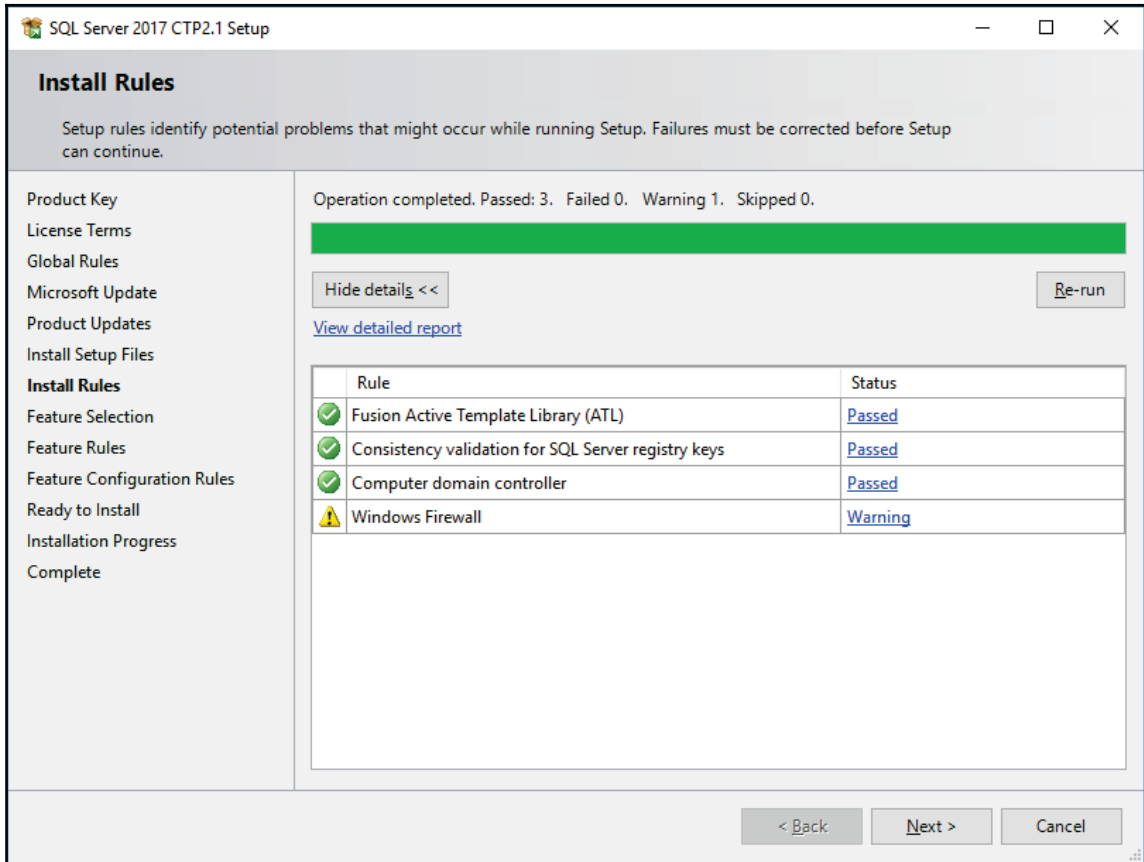 SQL Server 2017 CTP2.1 Setup
Install Rules
Setup rules identify potential problems that might occur while running Setup. Failures must be corrected before Setup
can continue.
Product Key
License Terms
Global Rules
Microsoft Update
Product Updates
Install Setup Files
Install Rules
Feature Selection
Feature Rules
Feature Configuration Rules
Ready to Install
Installation Progress
Complete
Operation completed. Passed: 3.   Failed 0.   Warning 1.   Skipped 0.
Hide details <<
Re-run
View detailed report
Rule Status
Fusion Active Template Library (ATL) Passed
Consistency validation for SQL Server registry keys Passed
Computer domain controller Passed
Windows Firewall Warning
< Back Next > Cancel